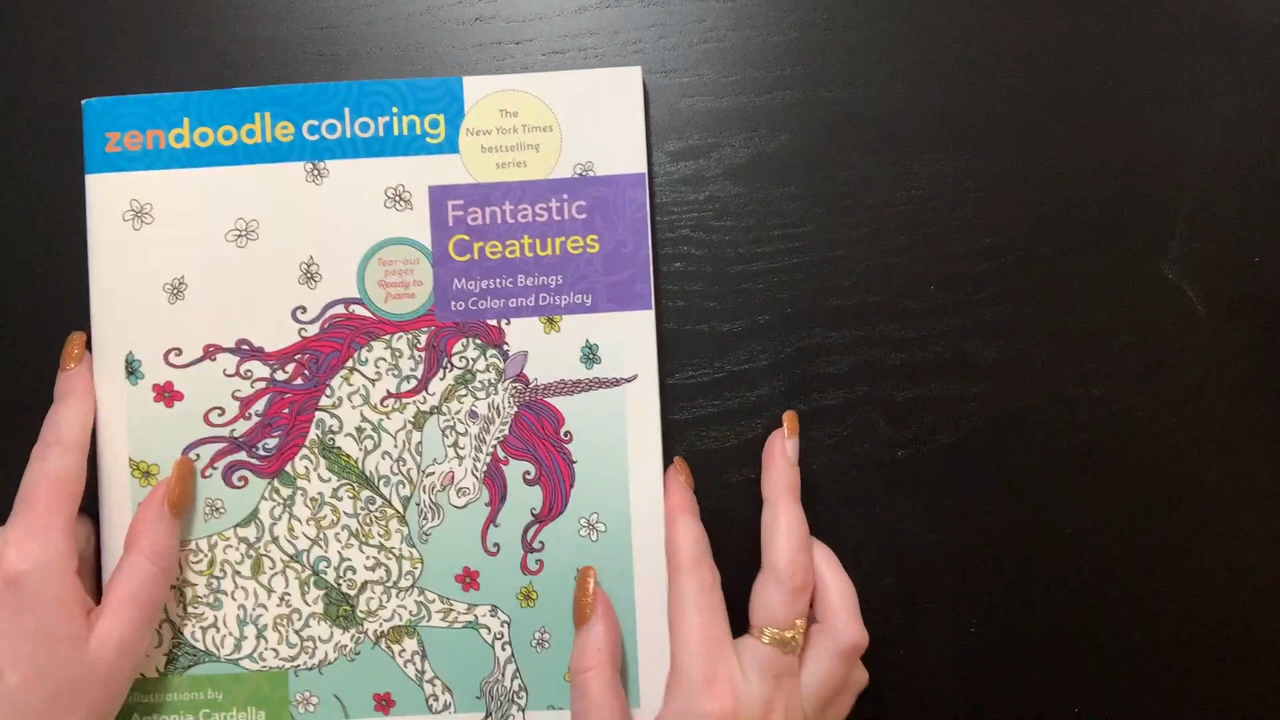 zendoodle coloring
The
New York Times
bestselling
series
Fantastic
Creatures
Majestic Beings
to Color and Display
Tear-out
pages
Ready to
frame
illustrations by
Antonia Cardella